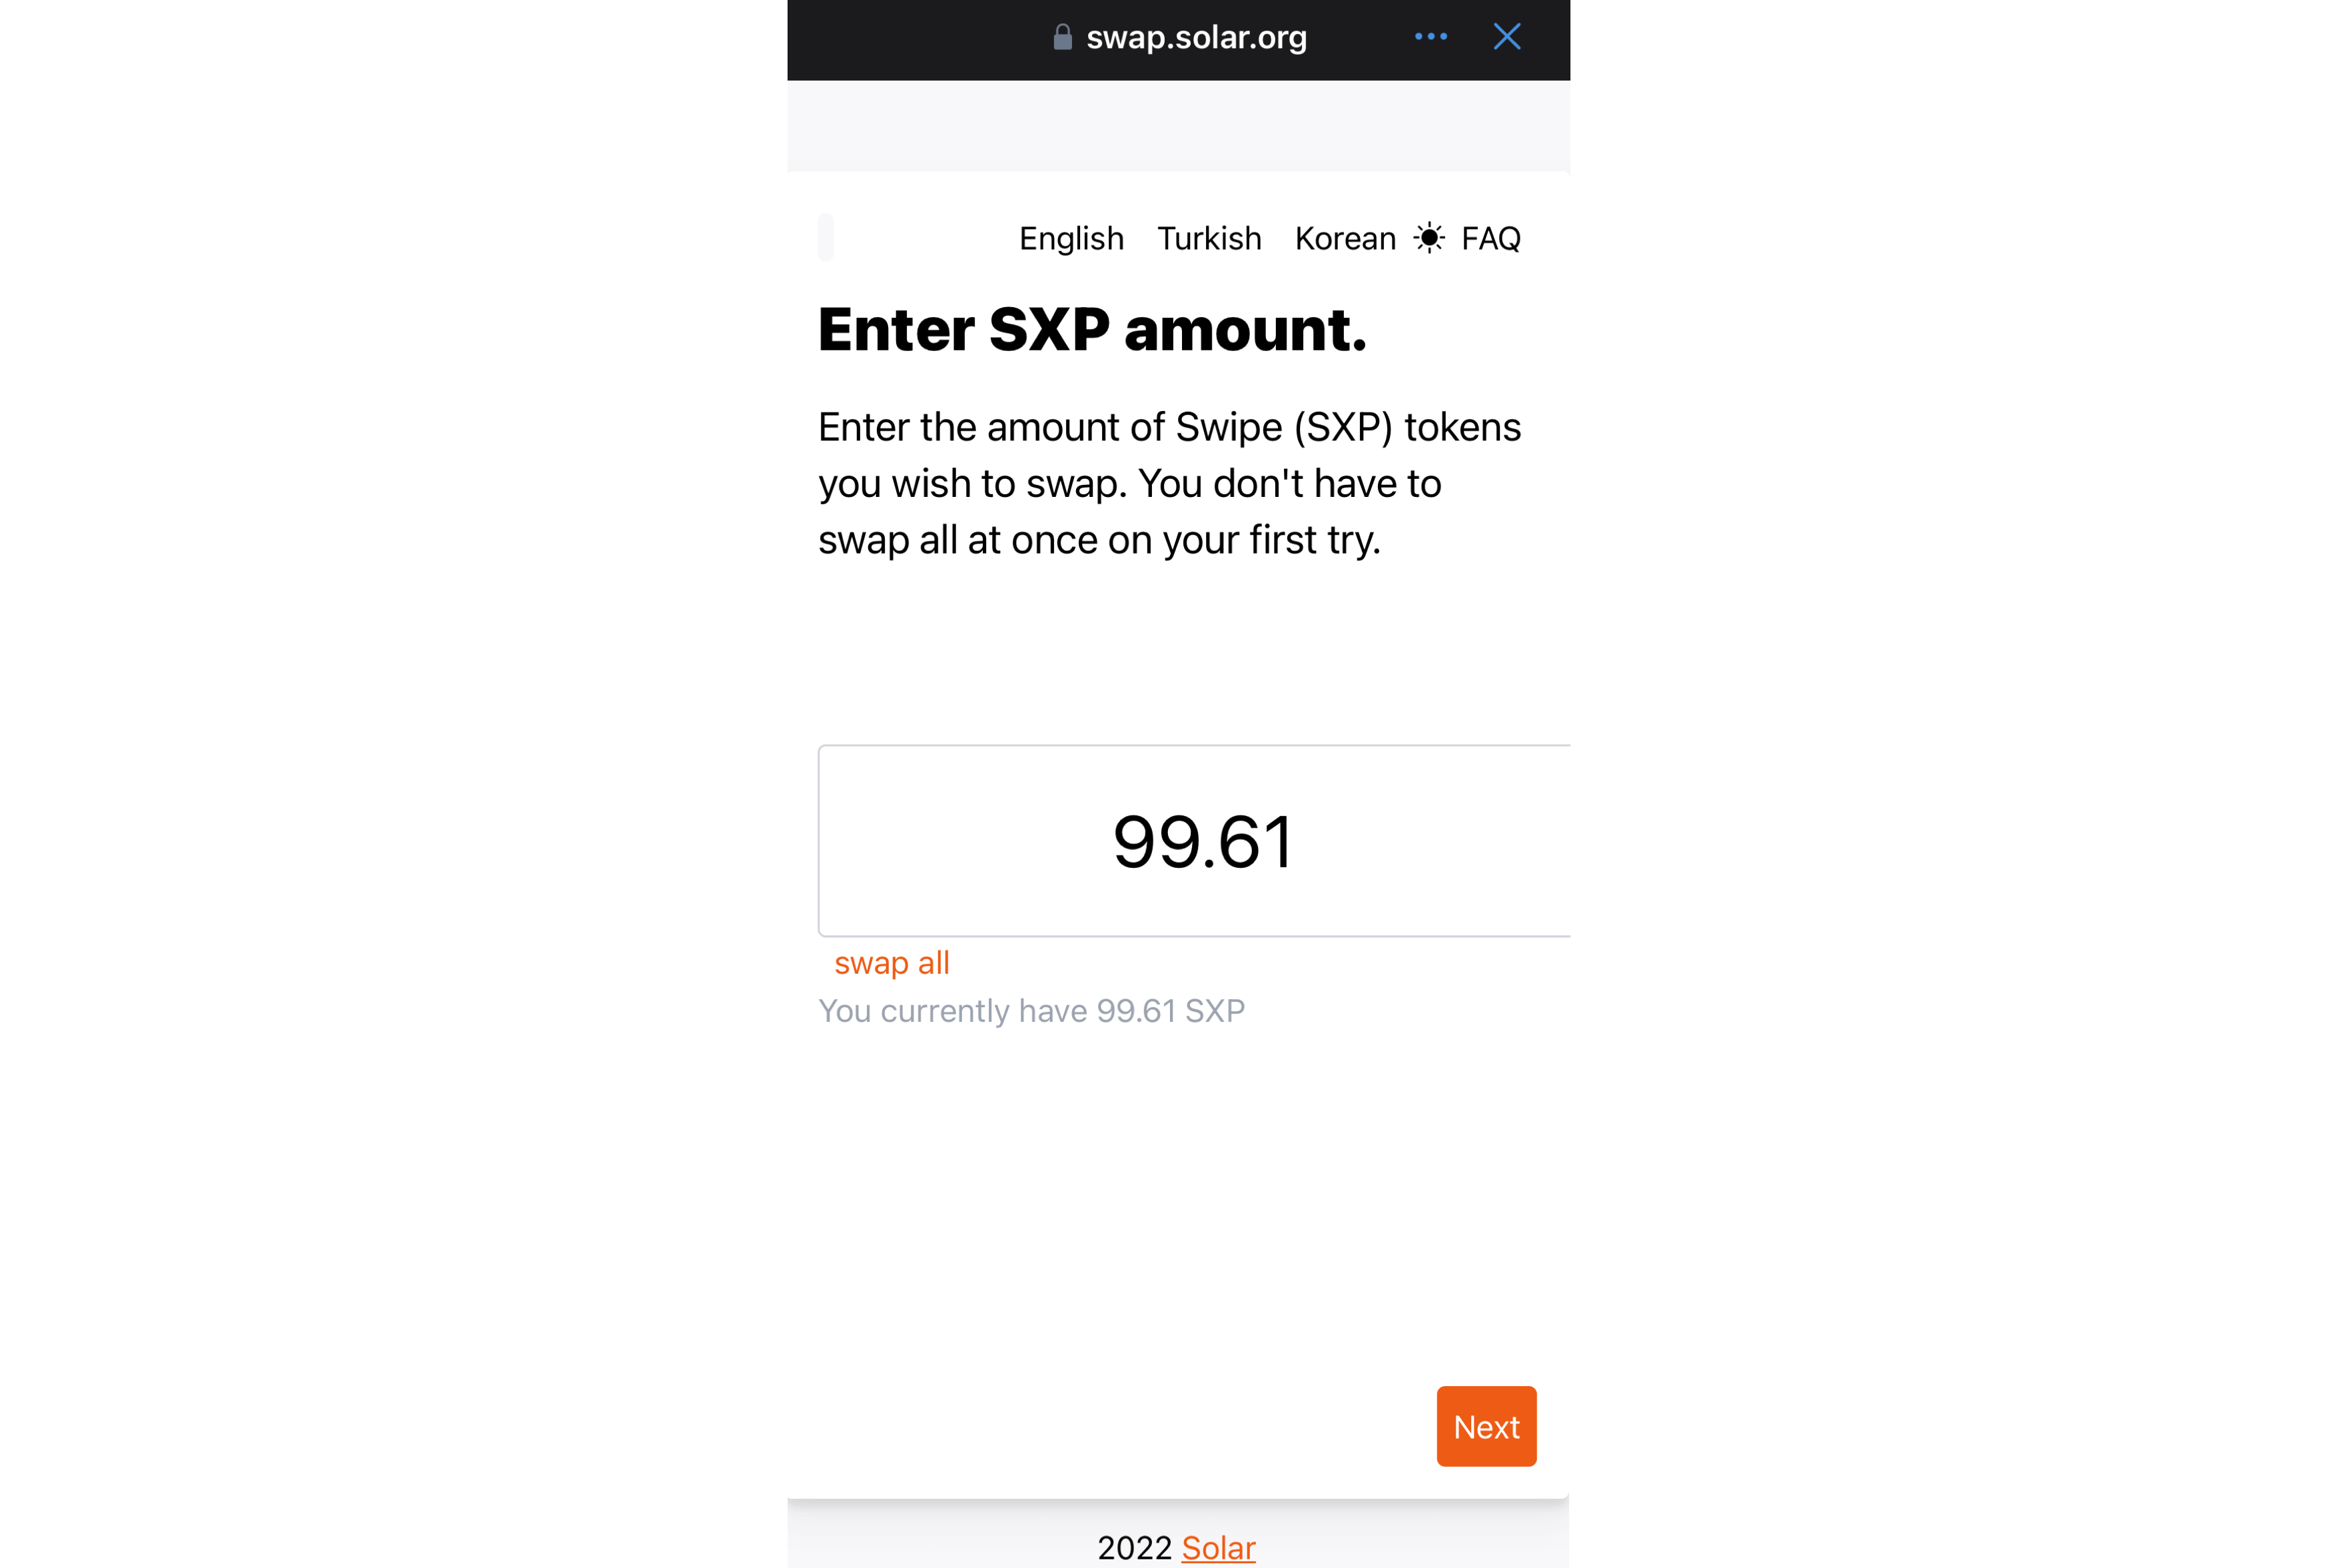 swap.solar.org
English Turkish Korean FAQ
Enter SXP amount.
Enter the amount of Swipe (SXP) tokens
you wish to swap. You don't have to
swap all at once on your first try.
99.61
swap all
You currently have 99.61 SXP
Next
2022 Solar